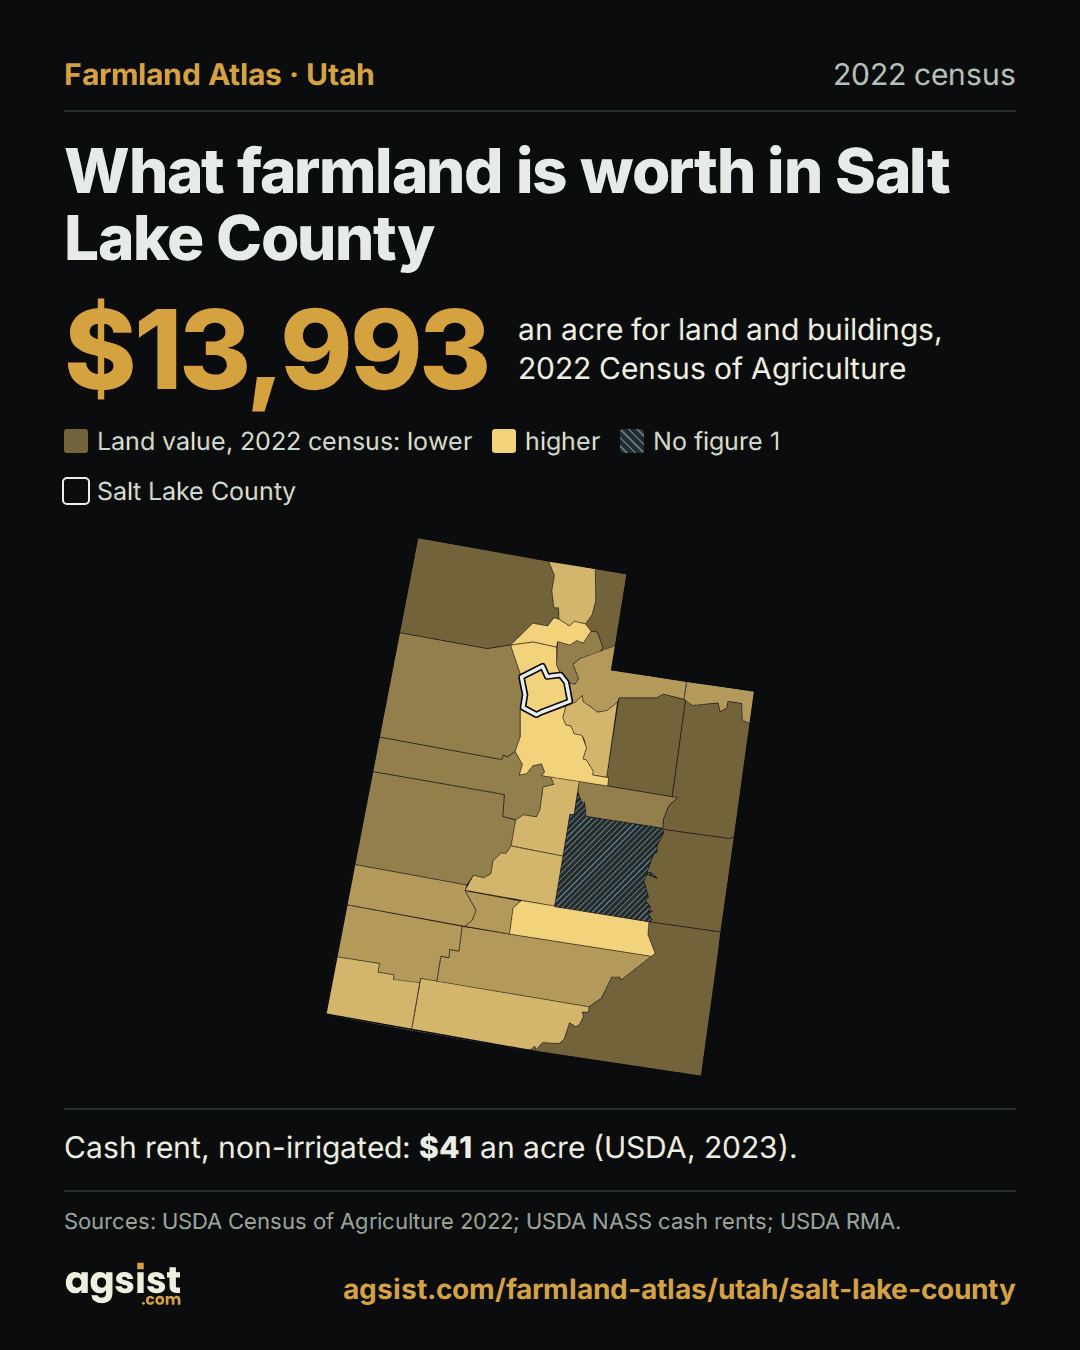 Farmland Atlas · Utah
2022 census
What farmland is worth in Salt
Lake County
$13,993
an acre for land and buildings,
2022 Census of Agriculture
Land value, 2022 census: lower
higher
No figure 1
Salt Lake County
Cash rent, non-irrigated: $41 an acre (USDA, 2023).
Sources: USDA Census of Agriculture 2022; USDA NASS cash rents; USDA RMA.
agsist
.com
agsist.com/farmland-atlas/utah/salt-lake-county